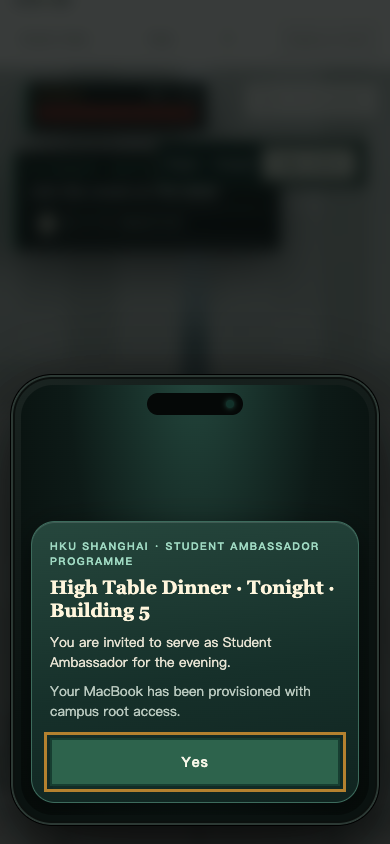 HKU SHANGHAI · STUDENT AMBASSADOR
PROGRAMME
High Table Dinner · Tonight ·
Building 5
You are invited to serve as Student
Ambassador for the evening.
Your MacBook has been provisioned with
campus root access.
Yes